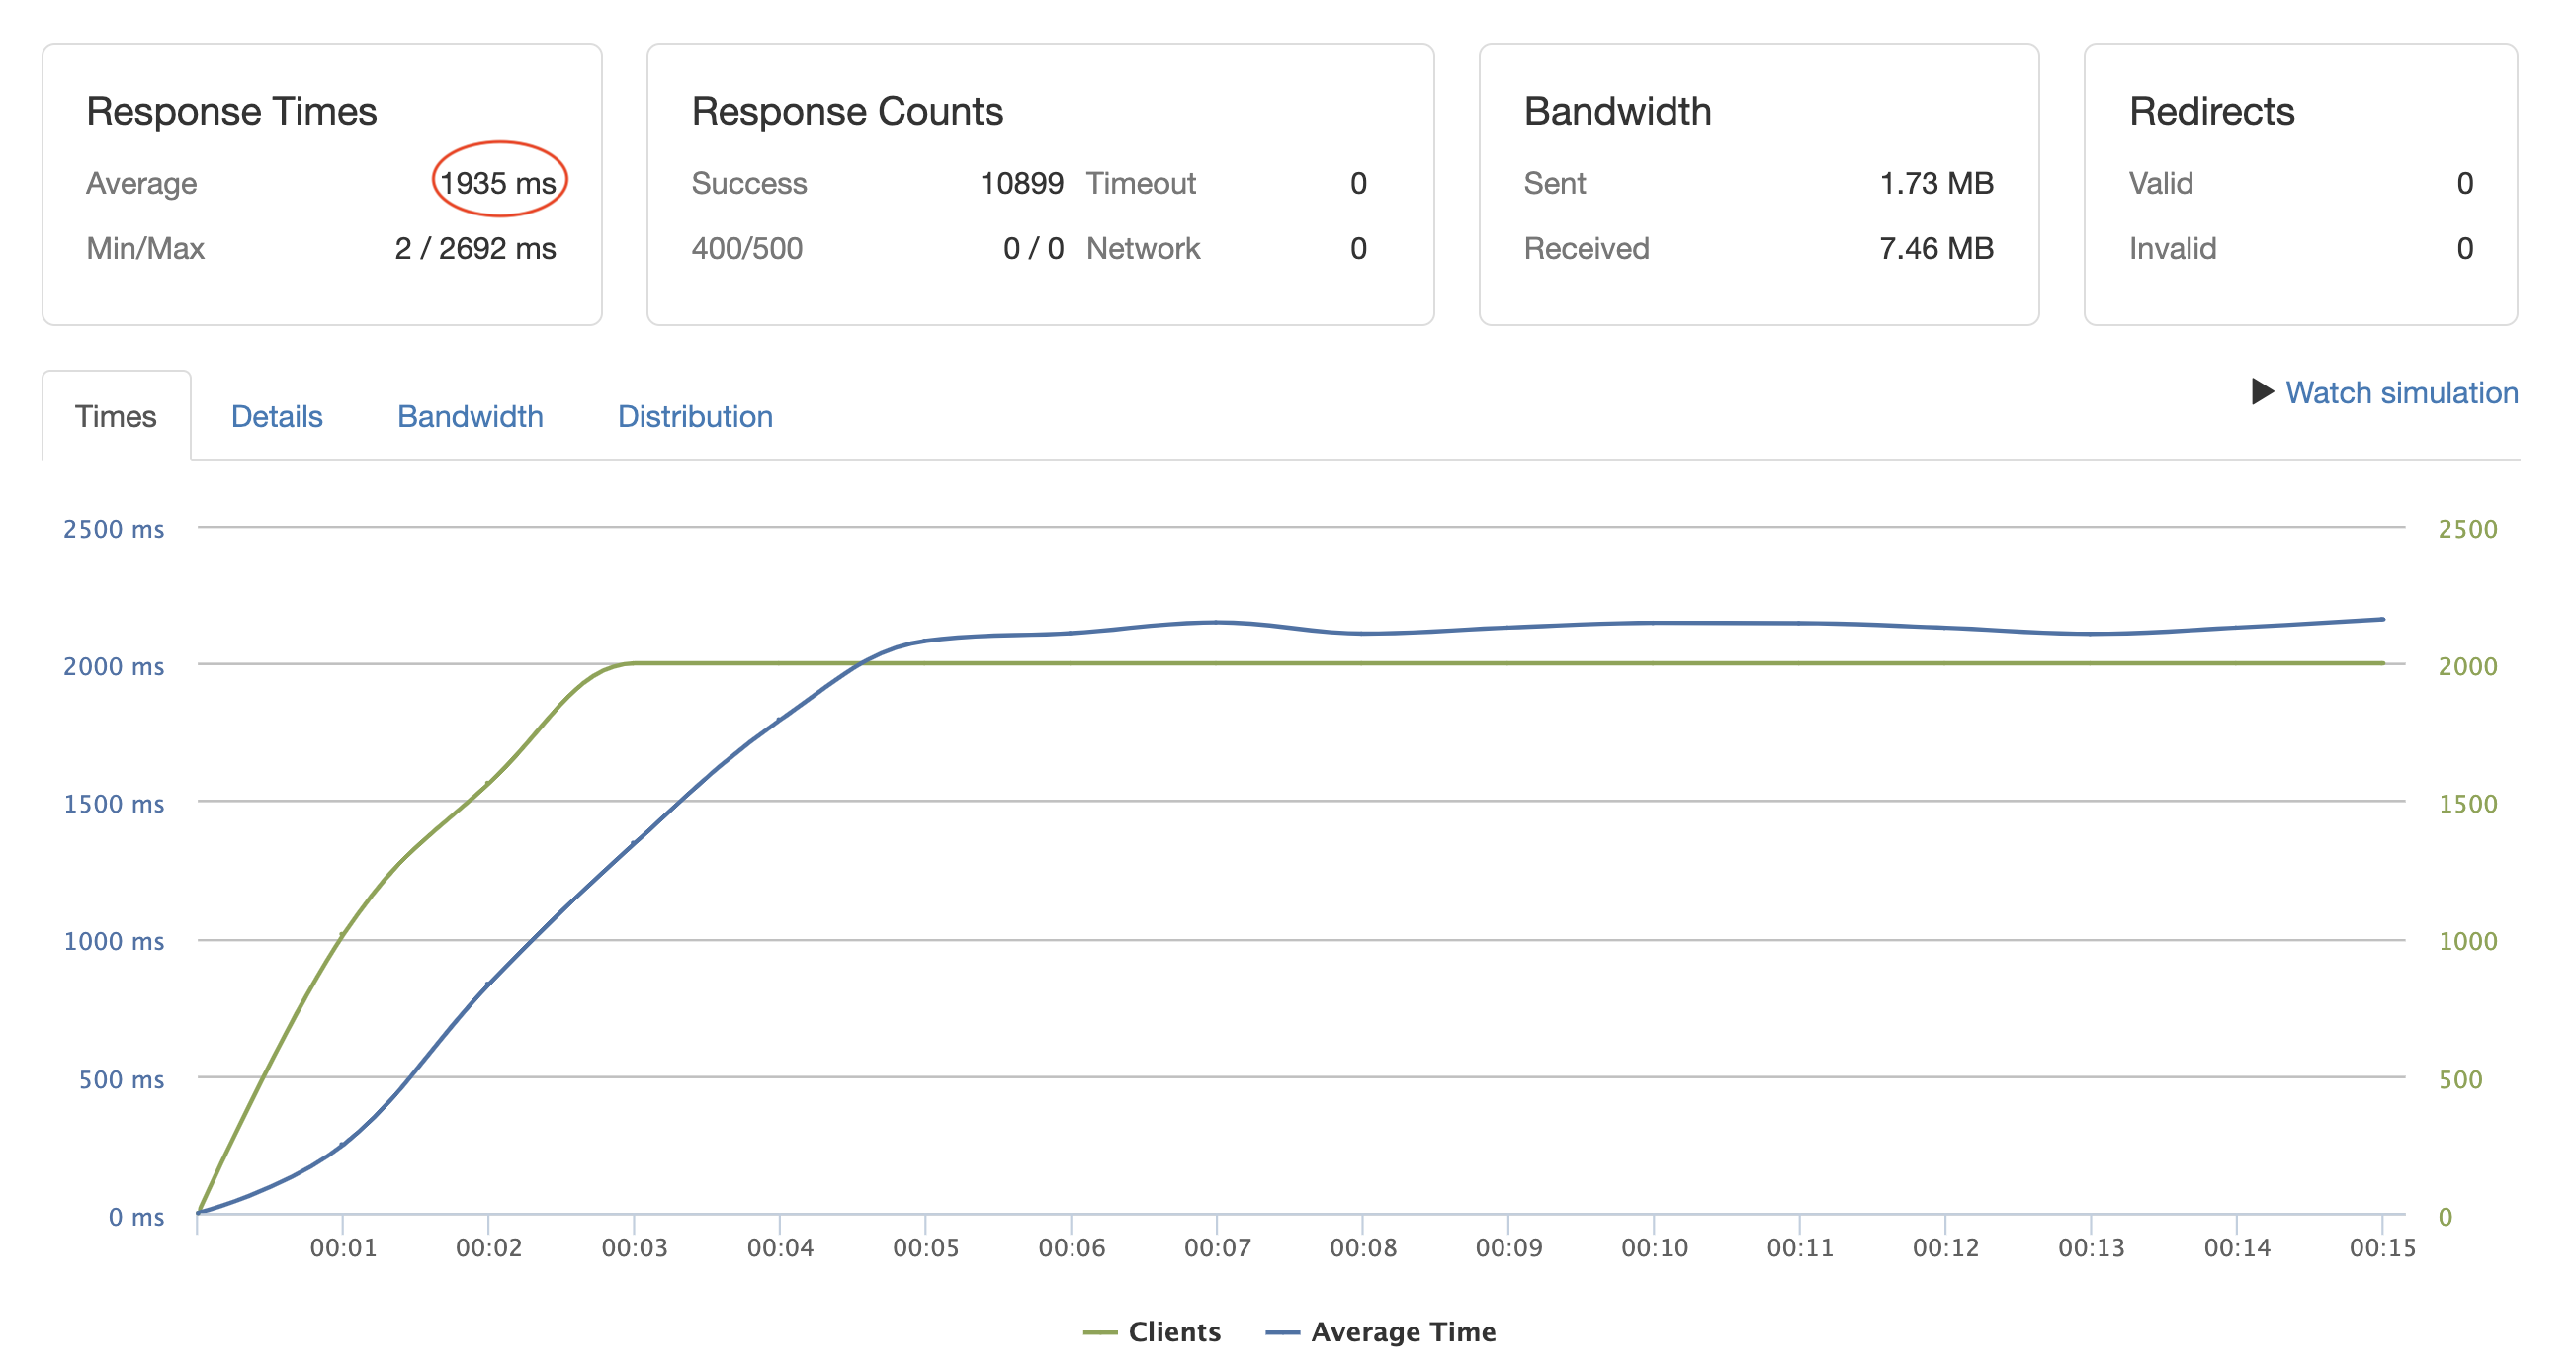 Response Times
Average 1935 ms
Min/Max 2 / 2692 ms
Response Counts
Success 10899 Timeout 0
400/500 0 / 0 Network 0
Bandwidth
Sent 1.73 MB
Received 7.46 MB
Redirects
Valid 0
Invalid 0
Times Details Bandwidth Distribution
Watch simulation
2500 ms 2500
2000 ms 2000
1500 ms 1500
1000 ms 1000
500 ms 500
0 ms 0
00:01 00:02 00:03 00:04 00:05 00:06 00:07 00:08 00:09 00:10 00:11 00:12 00:13 00:14 00:15
Clients Average Time